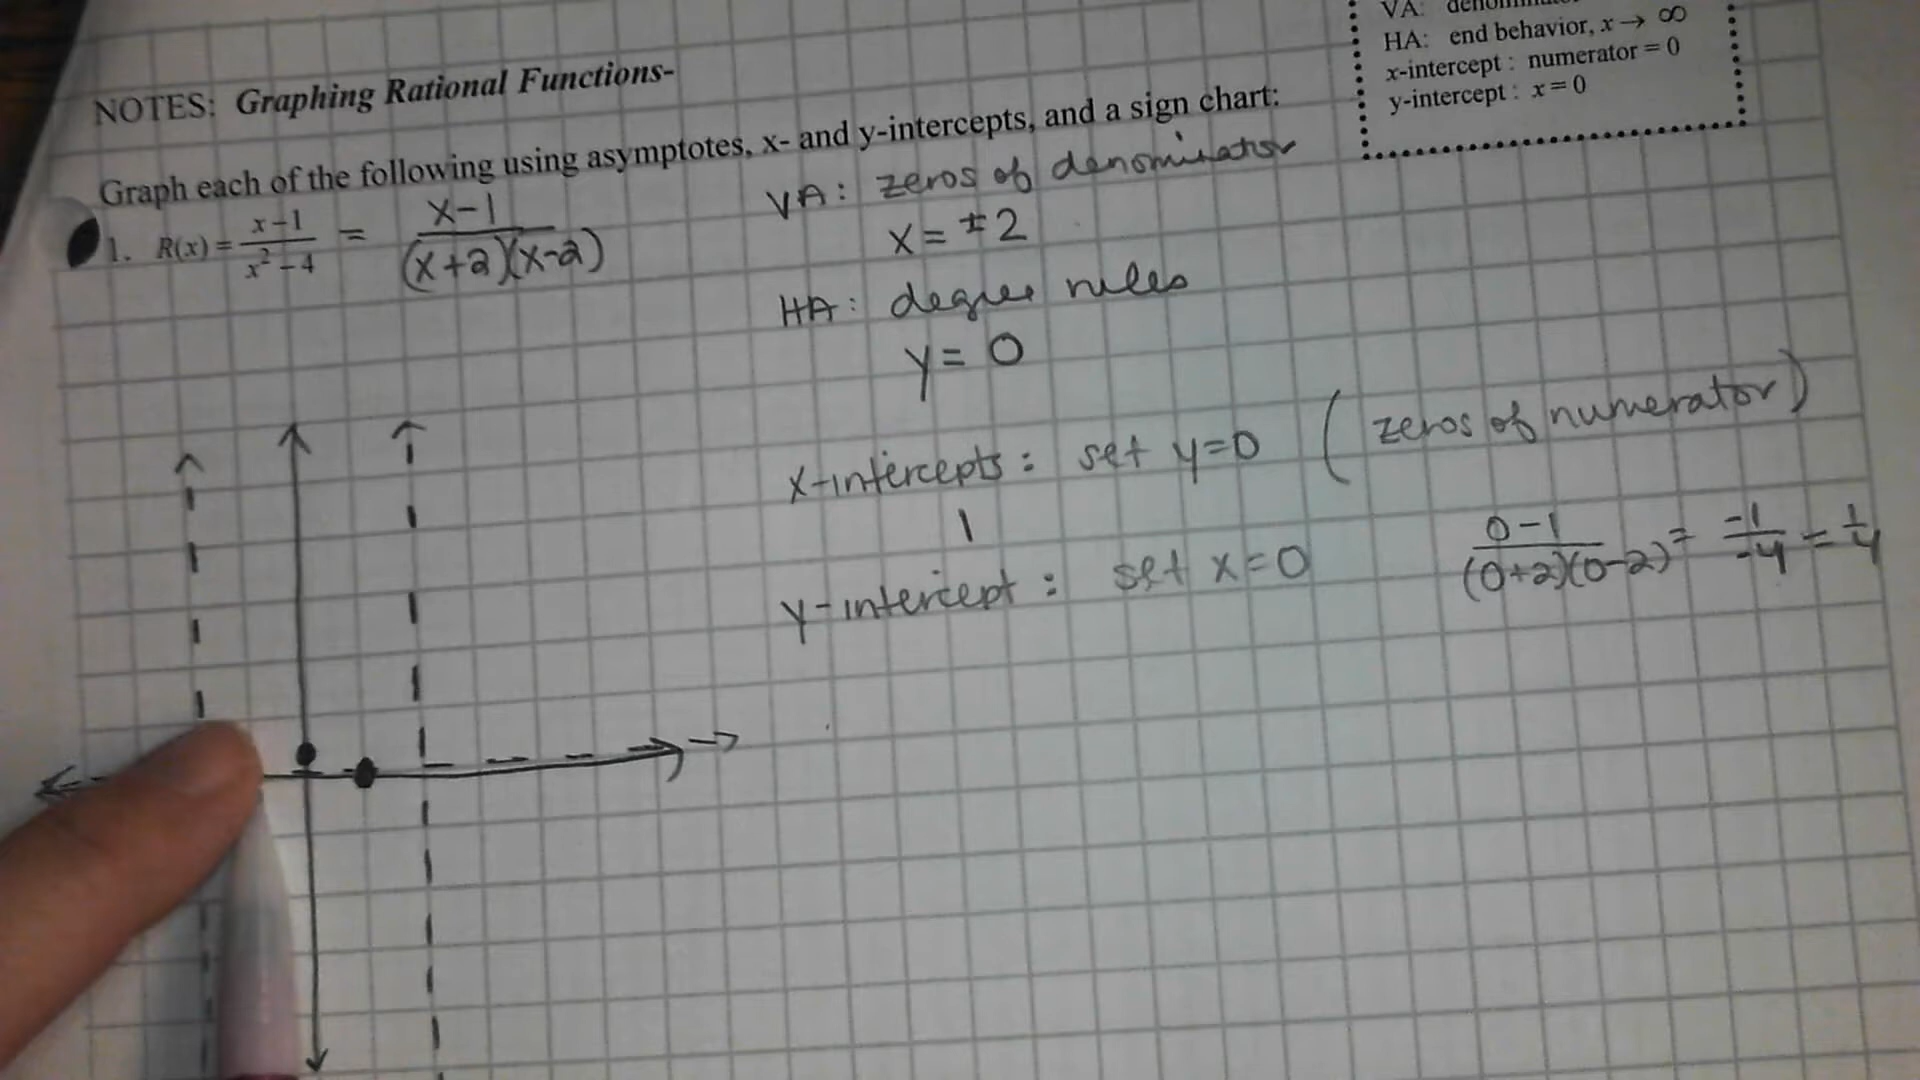 VA:
HA: end behavior, x → ∞
x-intercept : numerator = 0
y-intercept : x = 0
NOTES: Graphing Rational Functions-
Graph each of the following using asymptotes, x- and y-intercepts, and a sign chart:
1. R(x) = x-1 / x² - 4 = x-1 / (x+2)(x-2)
VA: zeros of denominator
x = ±2
HA: degree rules
y = 0
x-intercepts: set y=0 (zeros of numerator)
1
y-intercept: set x=0 0-1 / (0+2)(0-2) = -1/-4 = 1/4